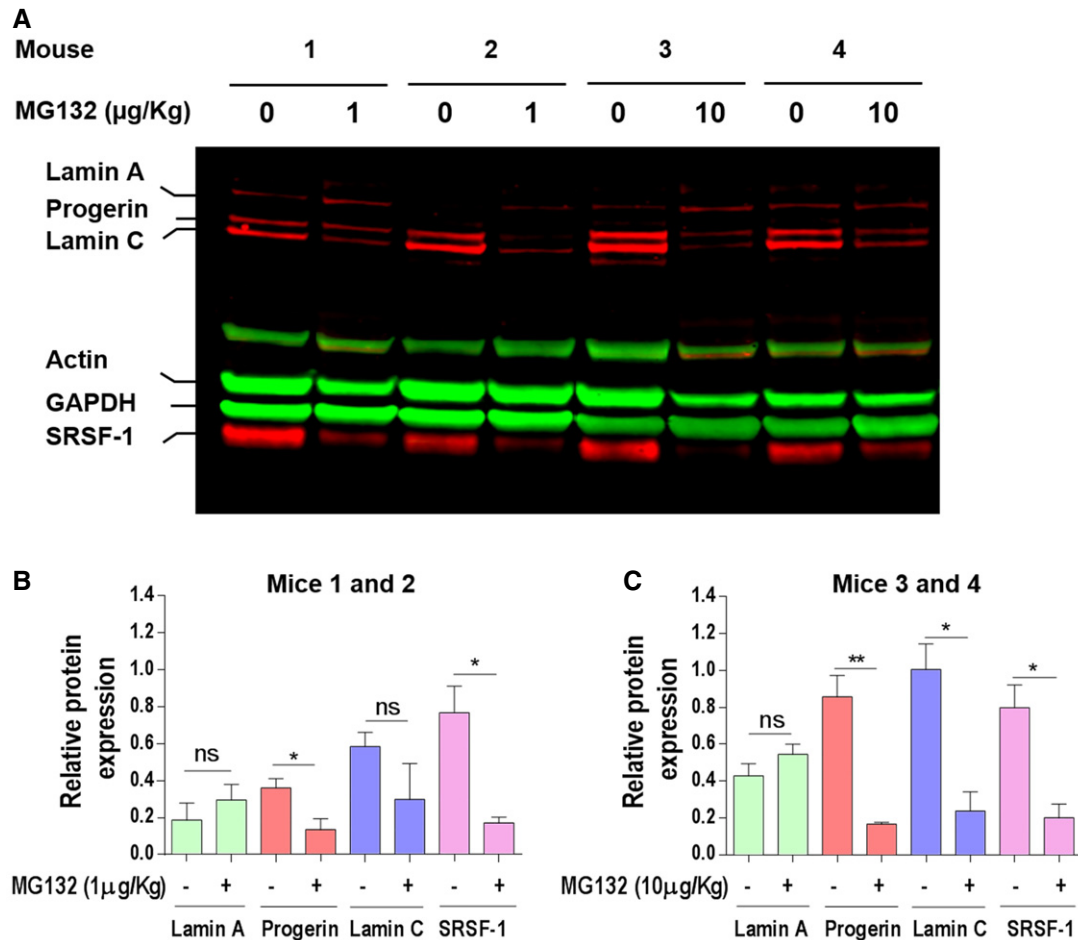 A
Mouse 1 2 3 4
MG132 (µg/Kg) 0 1 0 1 0 10 0 10
Lamin A
Progerin
Lamin C
Actin
GAPDH
SRSF-1
B
Mice 1 and 2
Relative protein
expression
1.4
1.2
1.0
0.8
0.6
0.4
0.2
0.0
ns * ns *
MG132 (1µg/Kg) - + - + - + - +
Lamin A Progerin Lamin C SRSF-1
C
Mice 3 and 4
Relative protein
expression
1.4
1.2
1.0
0.8
0.6
0.4
0.2
0.0
ns ** * *
MG132 (10µg/Kg) - + - + - + - +
Lamin A Progerin Lamin C SRSF-1